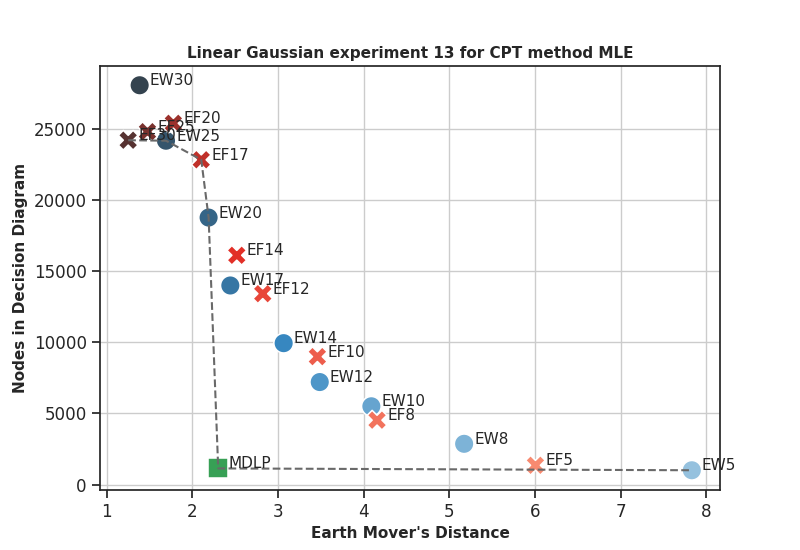 Linear Gaussian experiment 13 for CPT method MLE
Nodes in Decision Diagram
25000
20000
15000
10000
5000
0
EW30
EF20
EF25
EF30
EW25
EF17
EW20
EF14
EW17
EF12
EW14
EF10
EW12
EW10
EF8
EW8
EF5
MDLP
EW5
1 2 3 4 5 6 7 8
Earth Mover's Distance